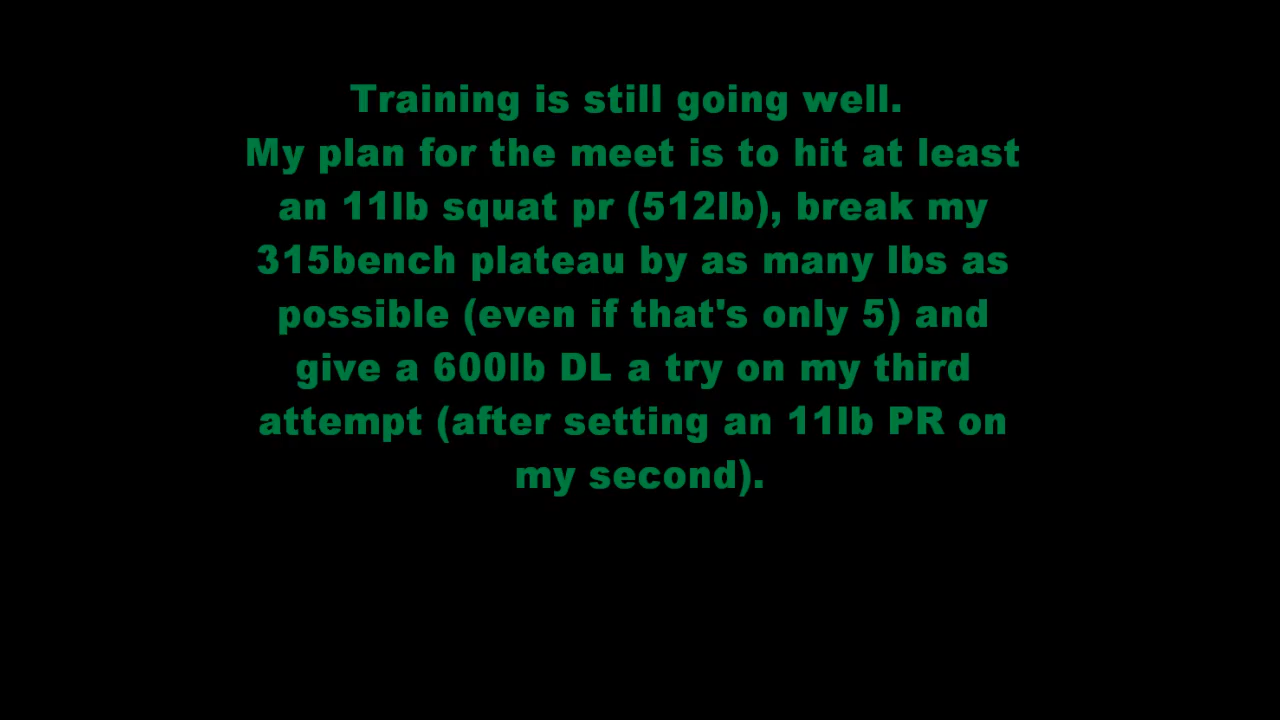 Training is still going well.
My plan for the meet is to hit at least
an 11lb squat pr (512lb), break my
315bench plateau by as many lbs as
possible (even if that's only 5) and
give a 600lb DL a try on my third
attempt (after setting an 11lb PR on
my second).